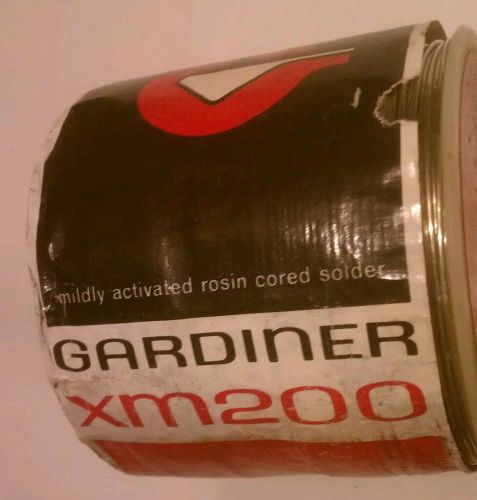 mildly activated rosin cored solder
GARDINER
xm200